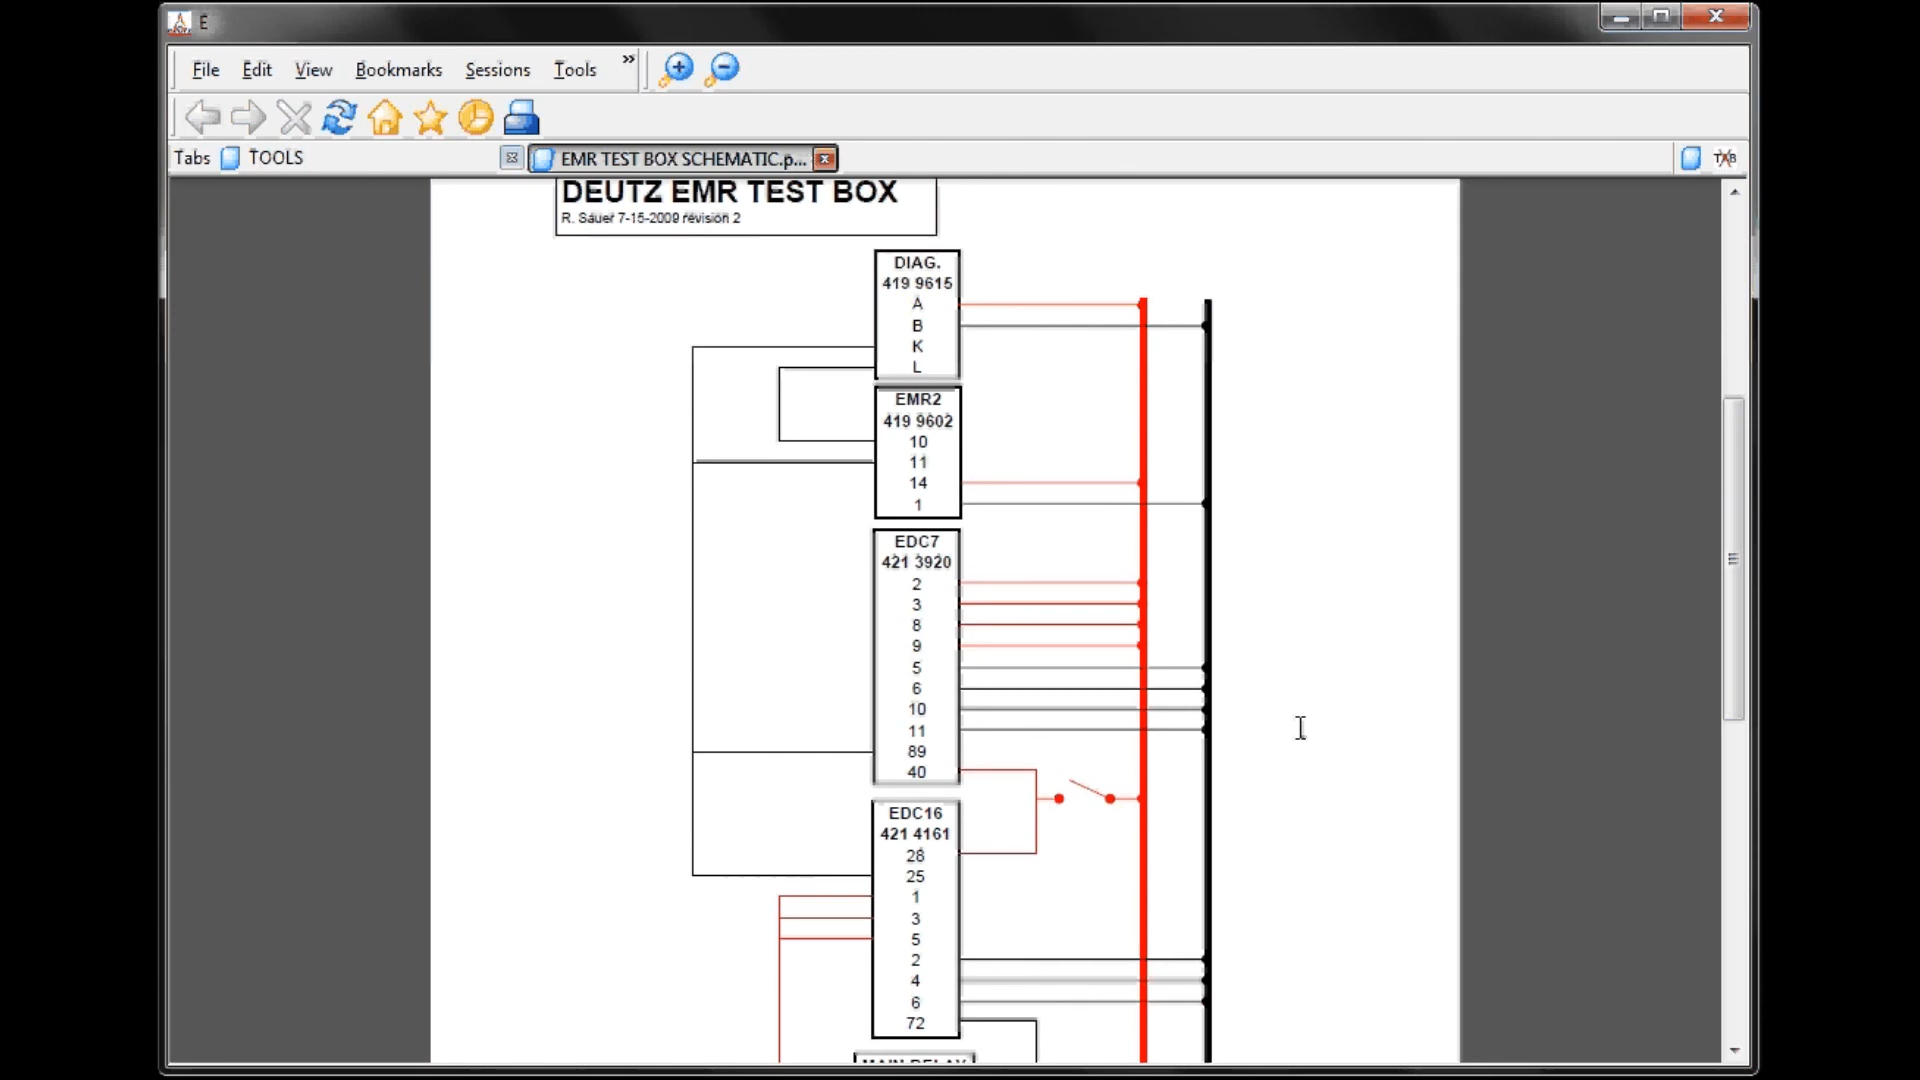 E
File Edit View Bookmarks Sessions Tools »
Tabs TOOLS EMR TEST BOX SCHEMATIC.p... TAB
DEUTZ EMR TEST BOX
R. Sauer 7-15-2009 revision 2
DIAG.
419 9615
A
B
K
L
EMR2
419 9602
10
11
14
1
EDC7
421 3920
2
3
8
9
5
6
10
11
89
40
EDC16
421 4161
28
25
1
3
5
2
4
6
72
MAIN RELAY